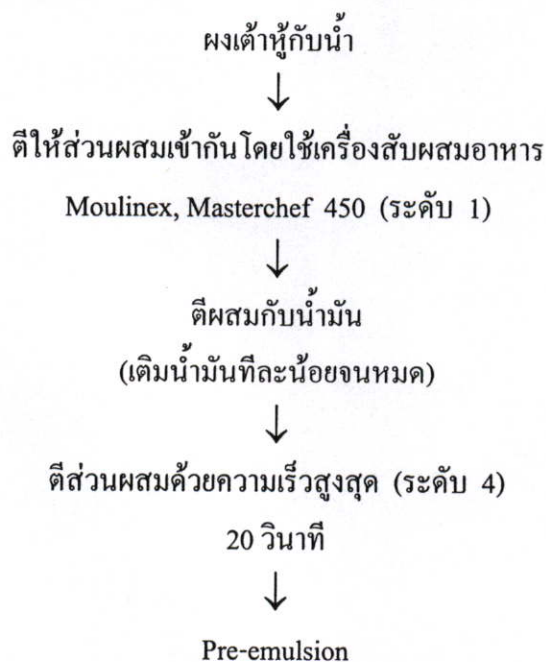 ผงเต้าหู้กับน้ำ
↓
ตีให้ส่วนผสมเข้ากันโดยใช้เครื่องสับผสมอาหาร
Moulinex, Masterchef 450 (ระดับ 1)
↓
ตีผสมกับน้ำมัน
(เติมน้ำมันทีละน้อยจนหมด)
↓
ตีส่วนผสมด้วยความเร็วสูงสุด (ระดับ 4)
20 วินาที
↓
Pre-emulsion